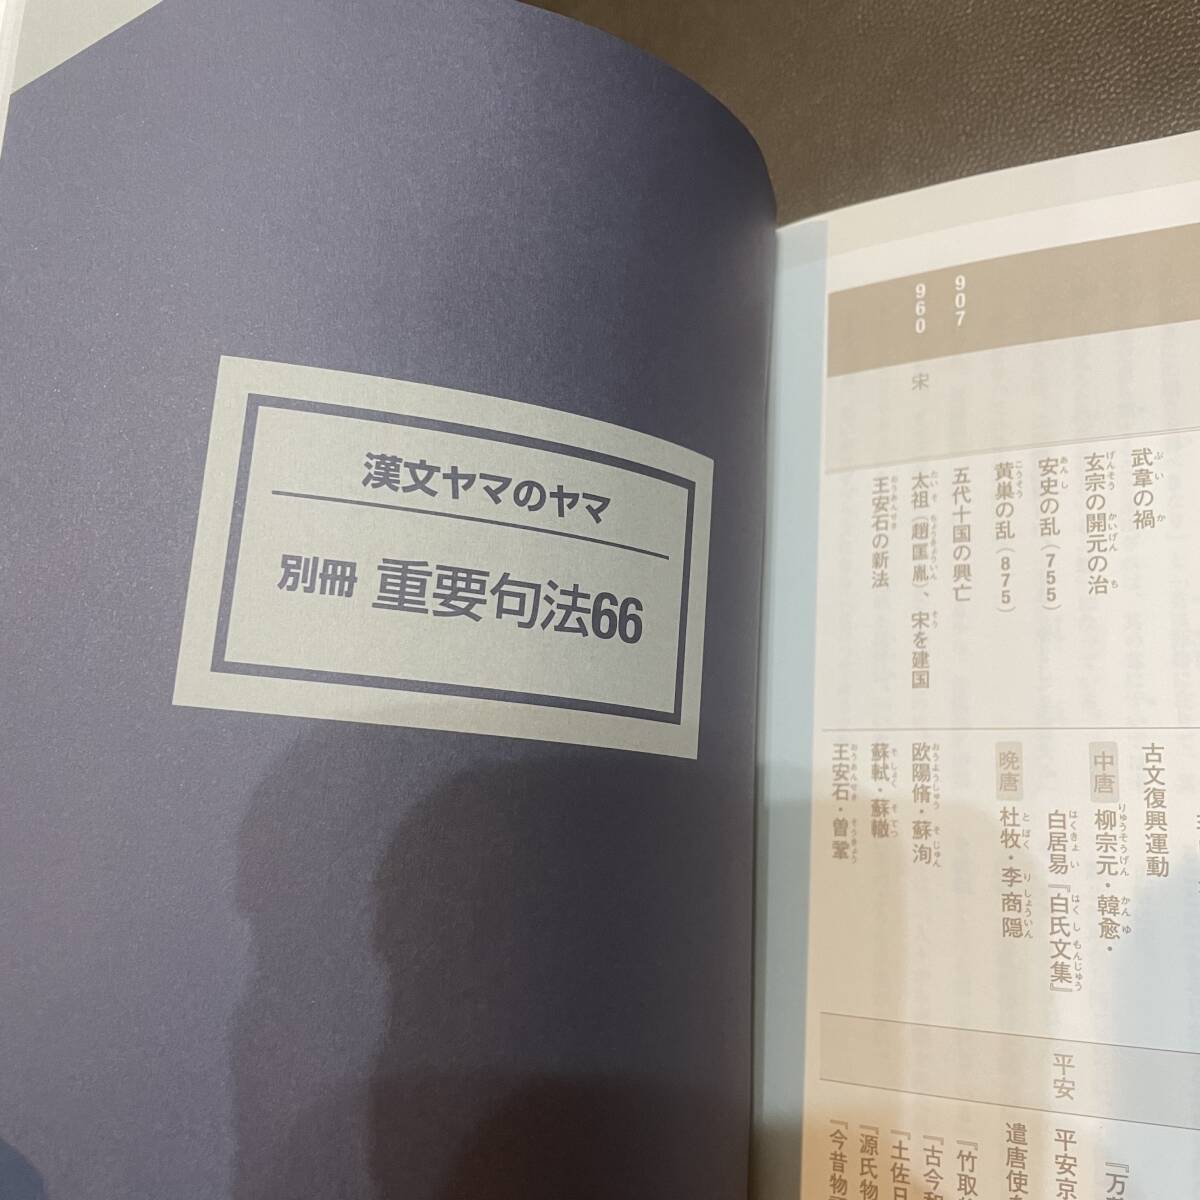 漢文ヤマのヤマ
別冊 重要句法66
907
960
宋
武韋の禍
玄宗の開元の治
安史の乱(755)
黄巣の乱(875)
五代十国の興亡
太祖(趙匡胤)、宋を建国
王安石の新法
古文復興運動
中唐 柳宗元・韓愈・
白居易『白氏文集』
晩唐 杜牧・李商隠
欧陽脩・蘇洵
蘇軾・蘇轍
王安石・曽鞏
平安
『万
平安京
遣唐使
『竹取
『古今和
『土佐日
『源氏物
『今昔物